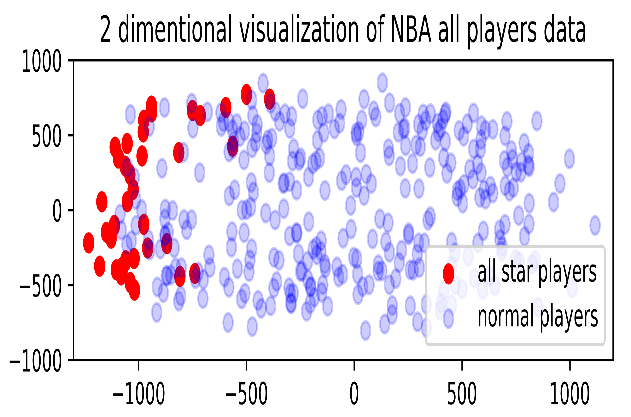 2 dimentional visualization of NBA all players data
1000
500
0
−500
−1000
all star players
normal players
−1000 −500 0 500 1000